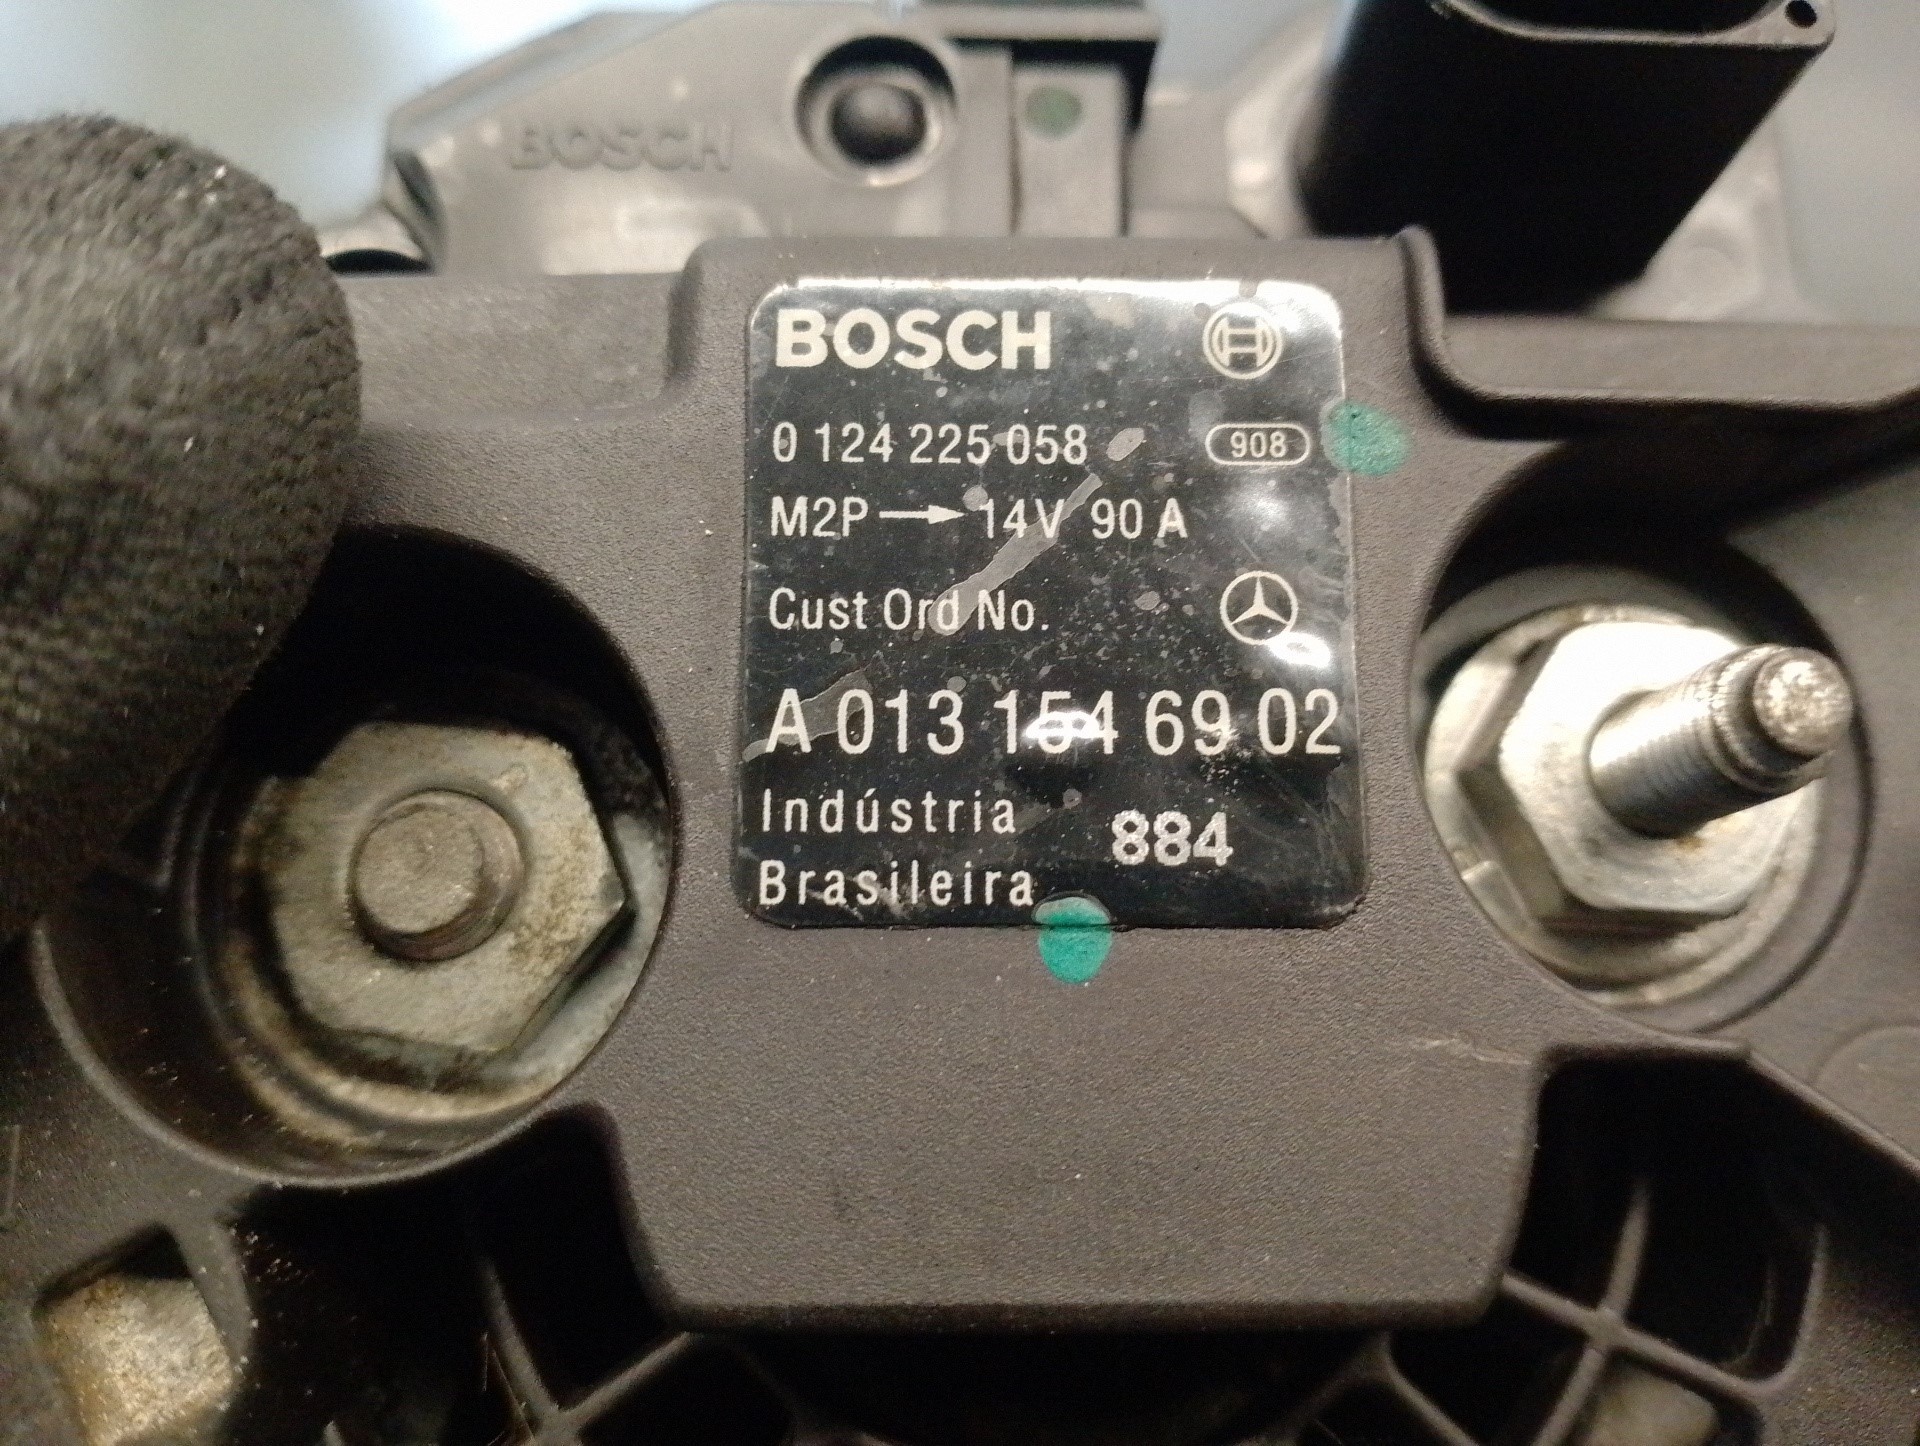 BOSCH
BOSCH
0 124 225 058 908
M2P → 14V 90 A
Cust Ord No.
A 013 154 69 02
Indústria 884
Brasileira